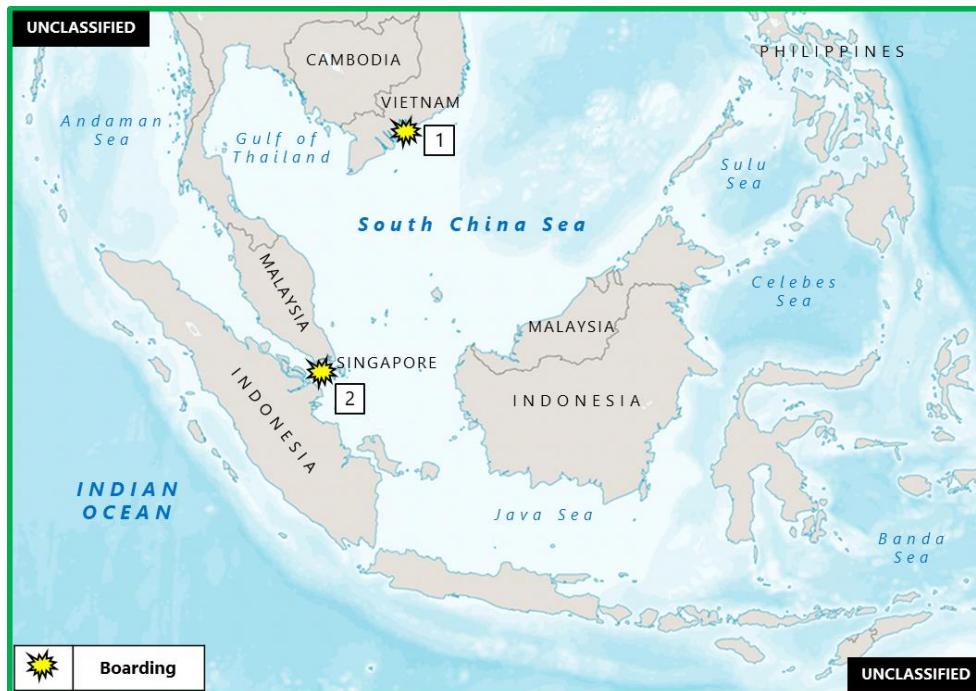 UNCLASSIFIED
CAMBODIA
PHILIPPINES
VIETNAM
Andaman
Sea
Gulf of
Thailand
1
Sulu
Sea
South China Sea
MALAYSIA
Celebes
Sea
MALAYSIA
SINGAPORE
INDONESIA
2
INDONESIA
INDIAN
OCEAN
Java Sea
Banda
Sea
Boarding
UNCLASSIFIED